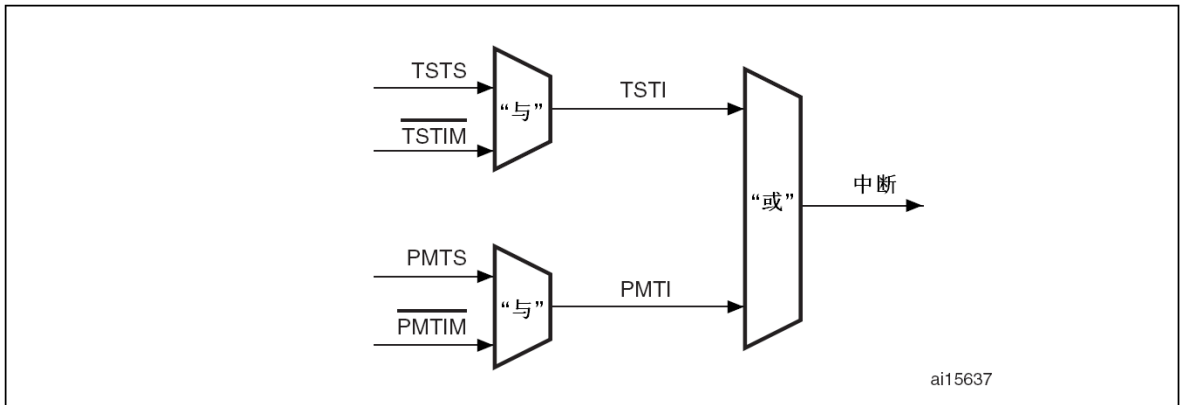 TSTS
TSTIM
“与”
TSTI
PMTS
PMTIM
“与”
PMTI
“或”
中断
ai15637